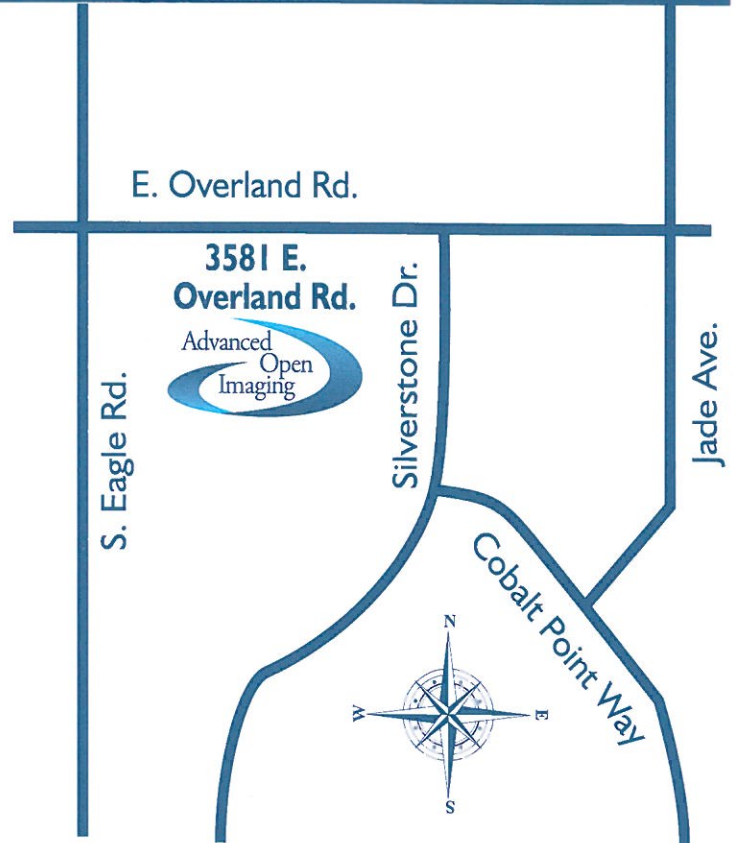 E. Overland Rd.
3581 E.
Overland Rd.
Advanced
Open
Imaging
S. Eagle Rd.
Silverstone Dr.
Jade Ave.
Cobalt Point Way
N
W
E
S